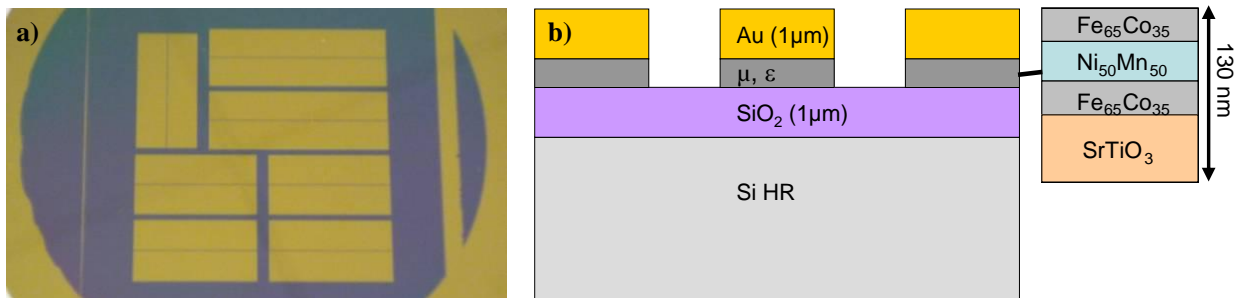 a)
b)
Au (1µm)
µ, ε
SiO₂ (1µm)
Si HR
Fe₆₅Co₃₅
Ni₅₀Mn₅₀
Fe₆₅Co₃₅
SrTiO₃
130 nm